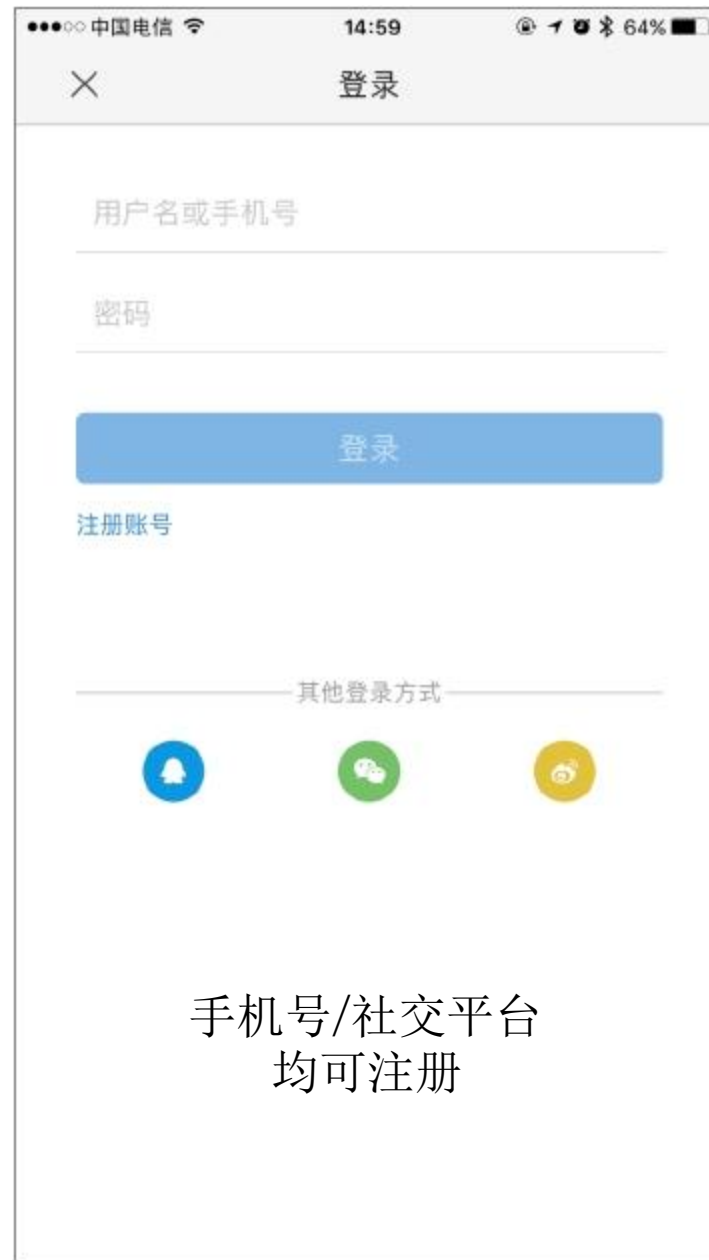 中国电信 14:59 64%
登录
用户名或手机号
密码
登录
注册账号
其他登录方式
手机号/社交平台
均可注册